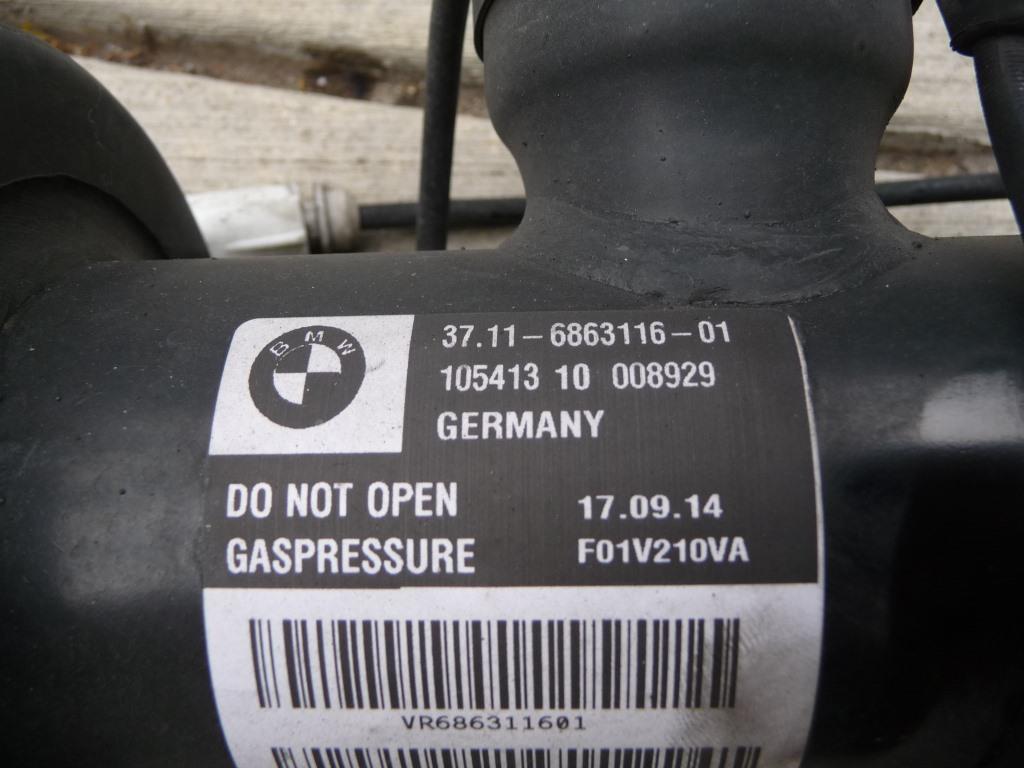 BMW
37.11-6863116-01
105413 10 008929
GERMANY
DO NOT OPEN
17.09.14
GASPRESSURE
F01V210VA
VR686311601